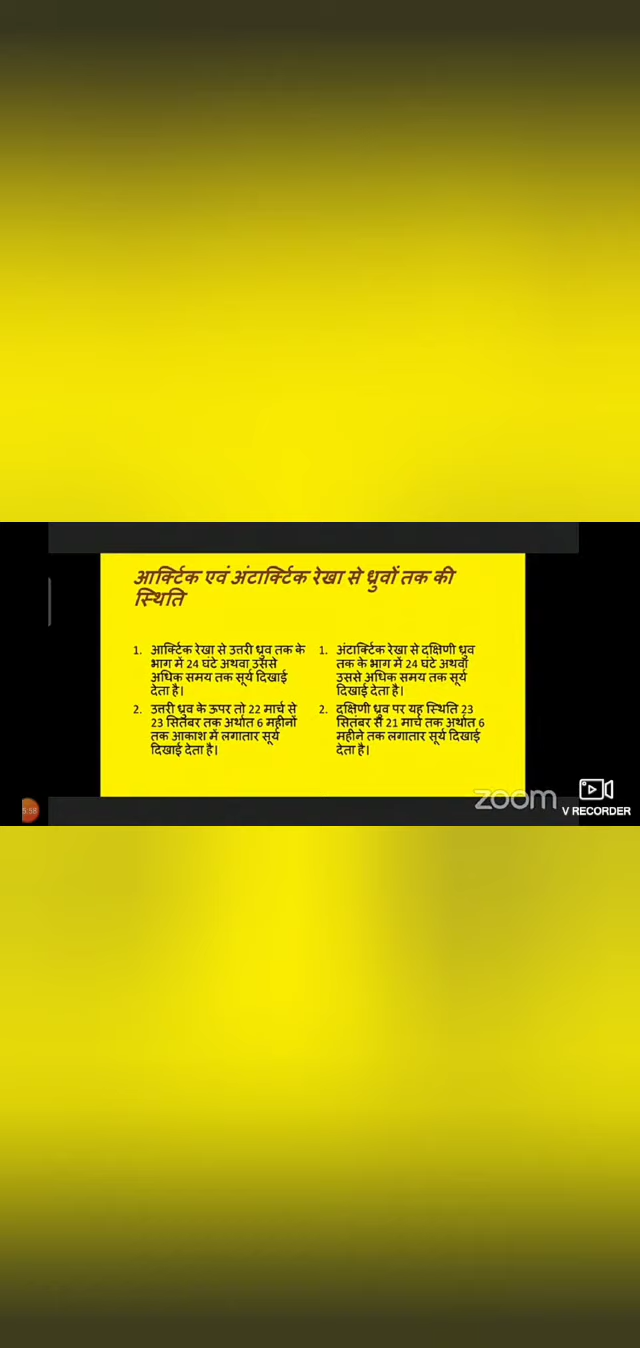 आर्क्टिक एवं अंटार्क्टिक रेखा से ध्रुवों तक की
स्थिति
1. आर्क्टिक रेखा से उत्तरी ध्रुव तक के
भाग में 24 घंटे अथवा उससे
अधिक समय तक सूर्य दिखाई
देता है।
2. उत्तरी ध्रुव के ऊपर तो 22 मार्च से
23 सितंबर तक अर्थात 6 महीनों
तक आकाश में लगातार सूर्य
दिखाई देता है।
1. अंटार्क्टिक रेखा से दक्षिणी ध्रुव
तक के भाग में 24 घंटे अथवा
उससे अधिक समय तक सूर्य
दिखाई देता है।
2. दक्षिणी ध्रुव पर यह स्थिति 23
सितंबर से 21 मार्च तक अर्थात 6
महीने तक लगातार सूर्य दिखाई
देता है।
zoom
V RECORDER